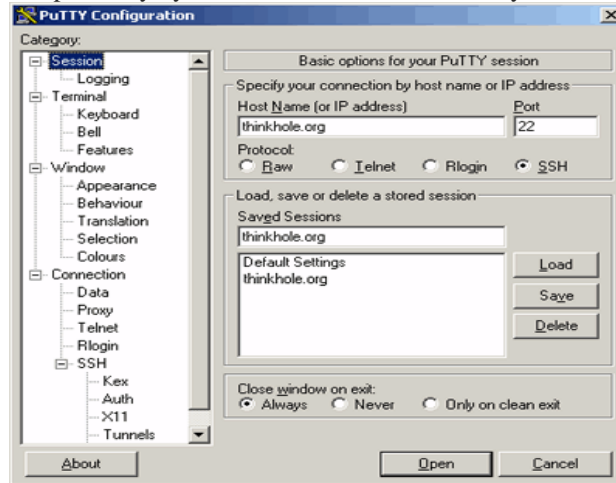 PuTTY Configuration
Category:
Session
Logging
Terminal
Keyboard
Bell
Features
Window
Appearance
Behaviour
Translation
Selection
Colours
Connection
Data
Proxy
Telnet
Rlogin
SSH
Kex
Auth
X11
Tunnels
Basic options for your PuTTY session
Specify your connection by host name or IP address
Host Name (or IP address) Port
thinkhole.org 22
Protocol:
Raw Telnet Rlogin SSH
Load, save or delete a stored session
Saved Sessions
thinkhole.org
Default Settings
thinkhole.org
Load
Save
Delete
Close window on exit:
Always Never Only on clean exit
About Open Cancel